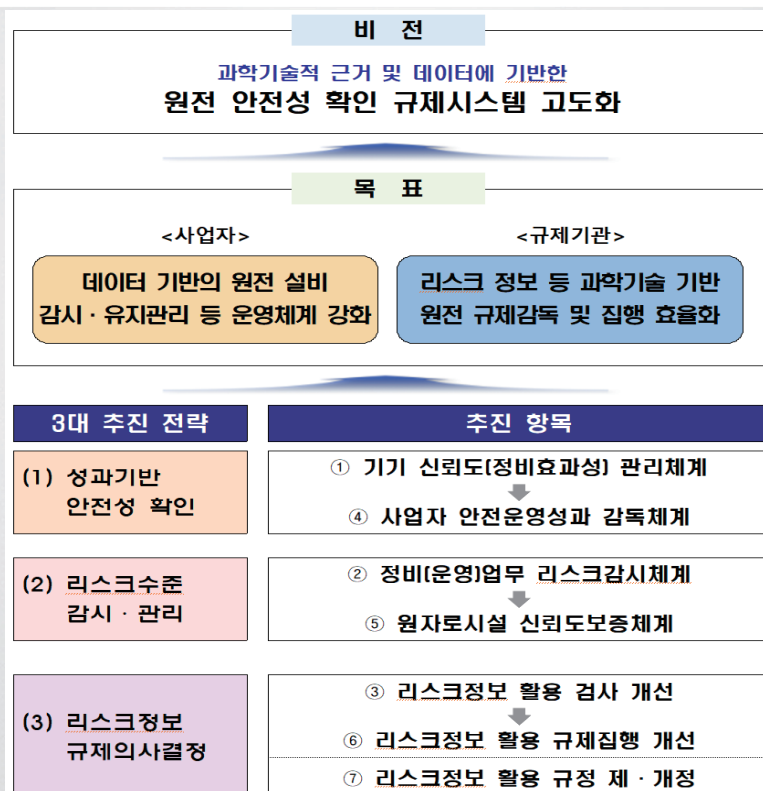 비 전
과학기술적 근거 및 데이터에 기반한
원전 안전성 확인 규제시스템 고도화
목 표
<사업자>
<규제기관>
데이터 기반의 원전 설비
감시·유지관리 등 운영체계 강화
리스크 정보 등 과학기술 기반
원전 규제감독 및 집행 효율화
3대 추진 전략
추진 항목
(1) 성과기반
안전성 확인
① 기기 신뢰도(정비효과성) 관리체계
④ 사업자 안전운영성과 감독체계
(2) 리스크수준
감시·관리
② 정비(운영)업무 리스크감시체계
⑤ 원자로시설 신뢰도보증체계
(3) 리스크정보
규제의사결정
③ 리스크정보 활용 검사 개선
⑥ 리스크정보 활용 규제집행 개선
⑦ 리스크정보 활용 규정 제·개정